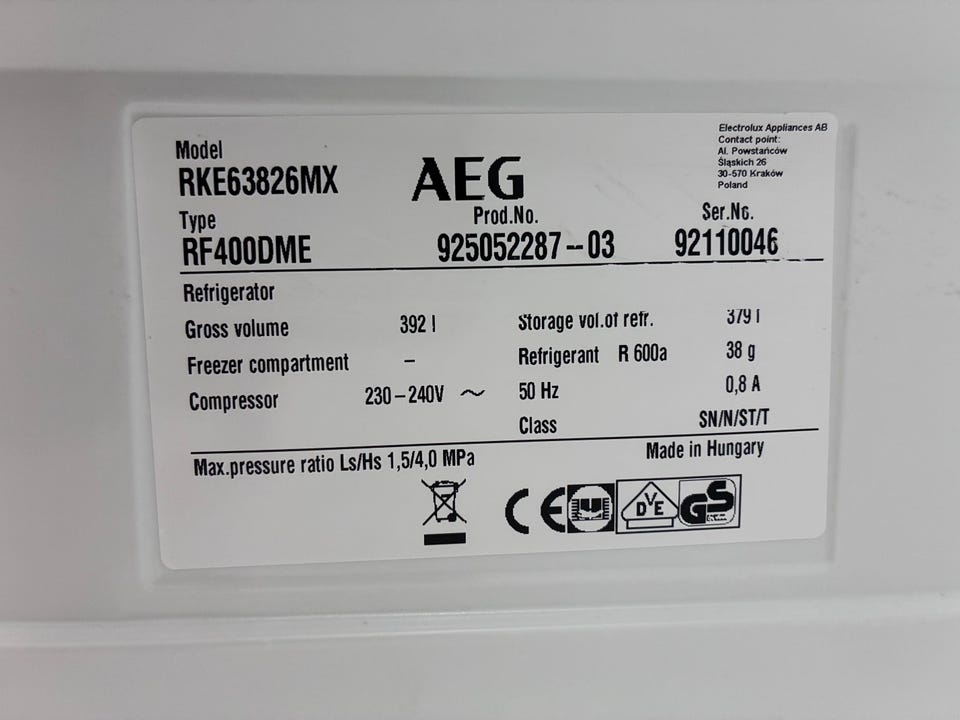 Model
RKE63826MX
AEG
Electrolux Appliances AB
Contact point:
Al. Powstańców
Śląskich 26
30-570 Kraków
Poland
Type
RF400DME
Prod.No.
925052287-03
Ser.No.
92110046
Refrigerator
Gross volume 392 l
Storage vol.of refr. 379 l
Freezer compartment –
Refrigerant R 600a 38 g
Compressor 230-240V ~ 50 Hz 0,8 A
Class SN/N/ST/T
Max.pressure ratio Ls/Hs 1,5/4,0 MPa
Made in Hungary
CE
DVE
GS